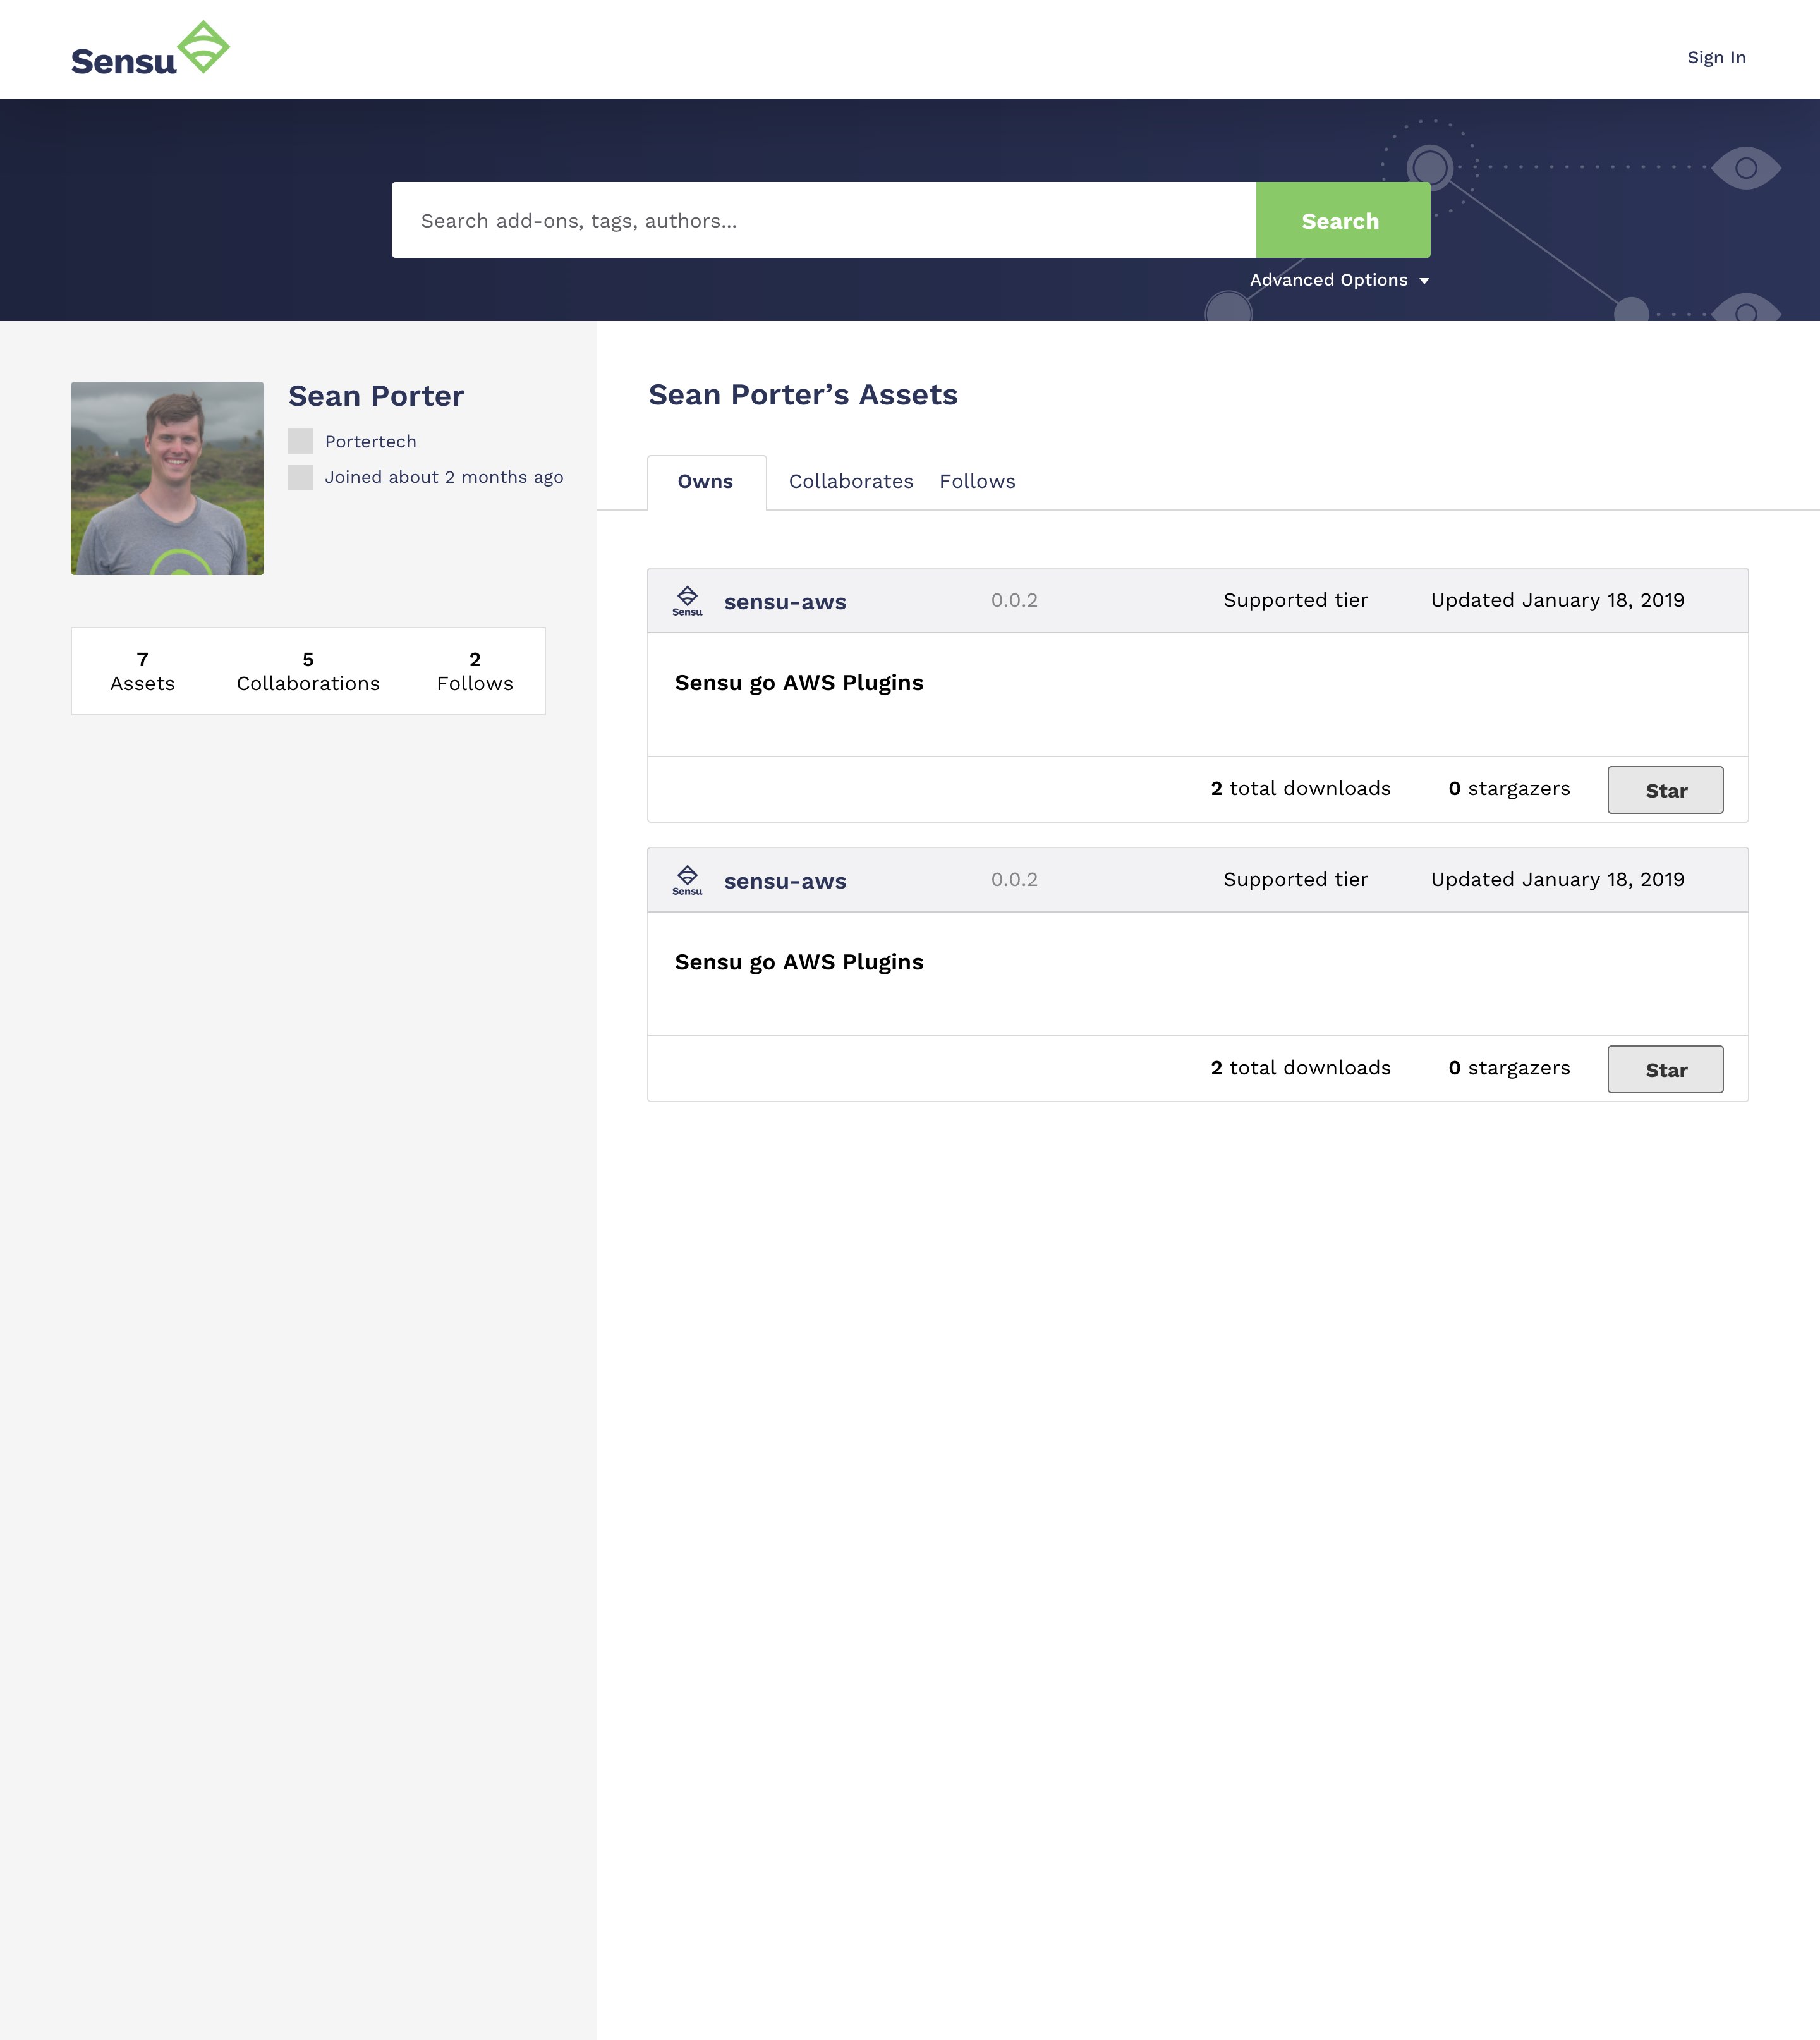 Sensu
Sign In
Search add-ons, tags, authors...
Search
Advanced Options
Sean Porter
Portertech
Joined about 2 months ago
7
Assets
5
Collaborations
2
Follows
Sean Porter’s Assets
Owns
Collaborates
Follows
Sensu
sensu-aws
0.0.2
Supported tier
Updated January 18, 2019
Sensu go AWS Plugins
2 total downloads
0 stargazers
Star
Sensu
sensu-aws
0.0.2
Supported tier
Updated January 18, 2019
Sensu go AWS Plugins
2 total downloads
0 stargazers
Star